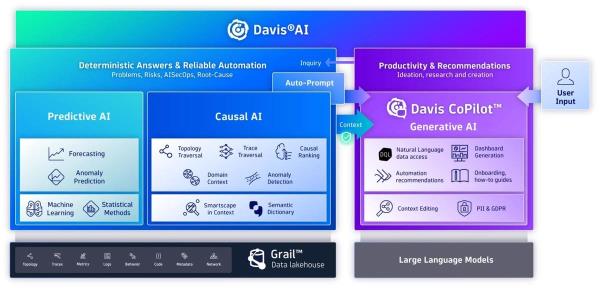 Davis®AI
Deterministic Answers & Reliable Automation
Problems, Risks, AISecOps, Root-Cause
Inquiry
Auto-Prompt
Context
Productivity & Recommendations
Ideation, research and creation
User
Input
Predictive AI
Forecasting
Anomaly
Prediction
Machine
Learning
Statistical
Methods
Causal AI
Topology
Traversal
Trace
Traversal
Causal
Ranking
Domain
Context
Anomaly
Detection
Smartscape
in Context
Semantic
Dictionary
Davis CoPilot™
Generative AI
DQL
Natural Language
data access
Dashboard
Generation
Automation
recommendations
Onboarding,
how-to guides
Context Editing
PII & GDPR
Topology
Traces
Metrics
Logs
Behavior
Code
Metadata
Network
Grail™
Data lakehouse
Large Language Models